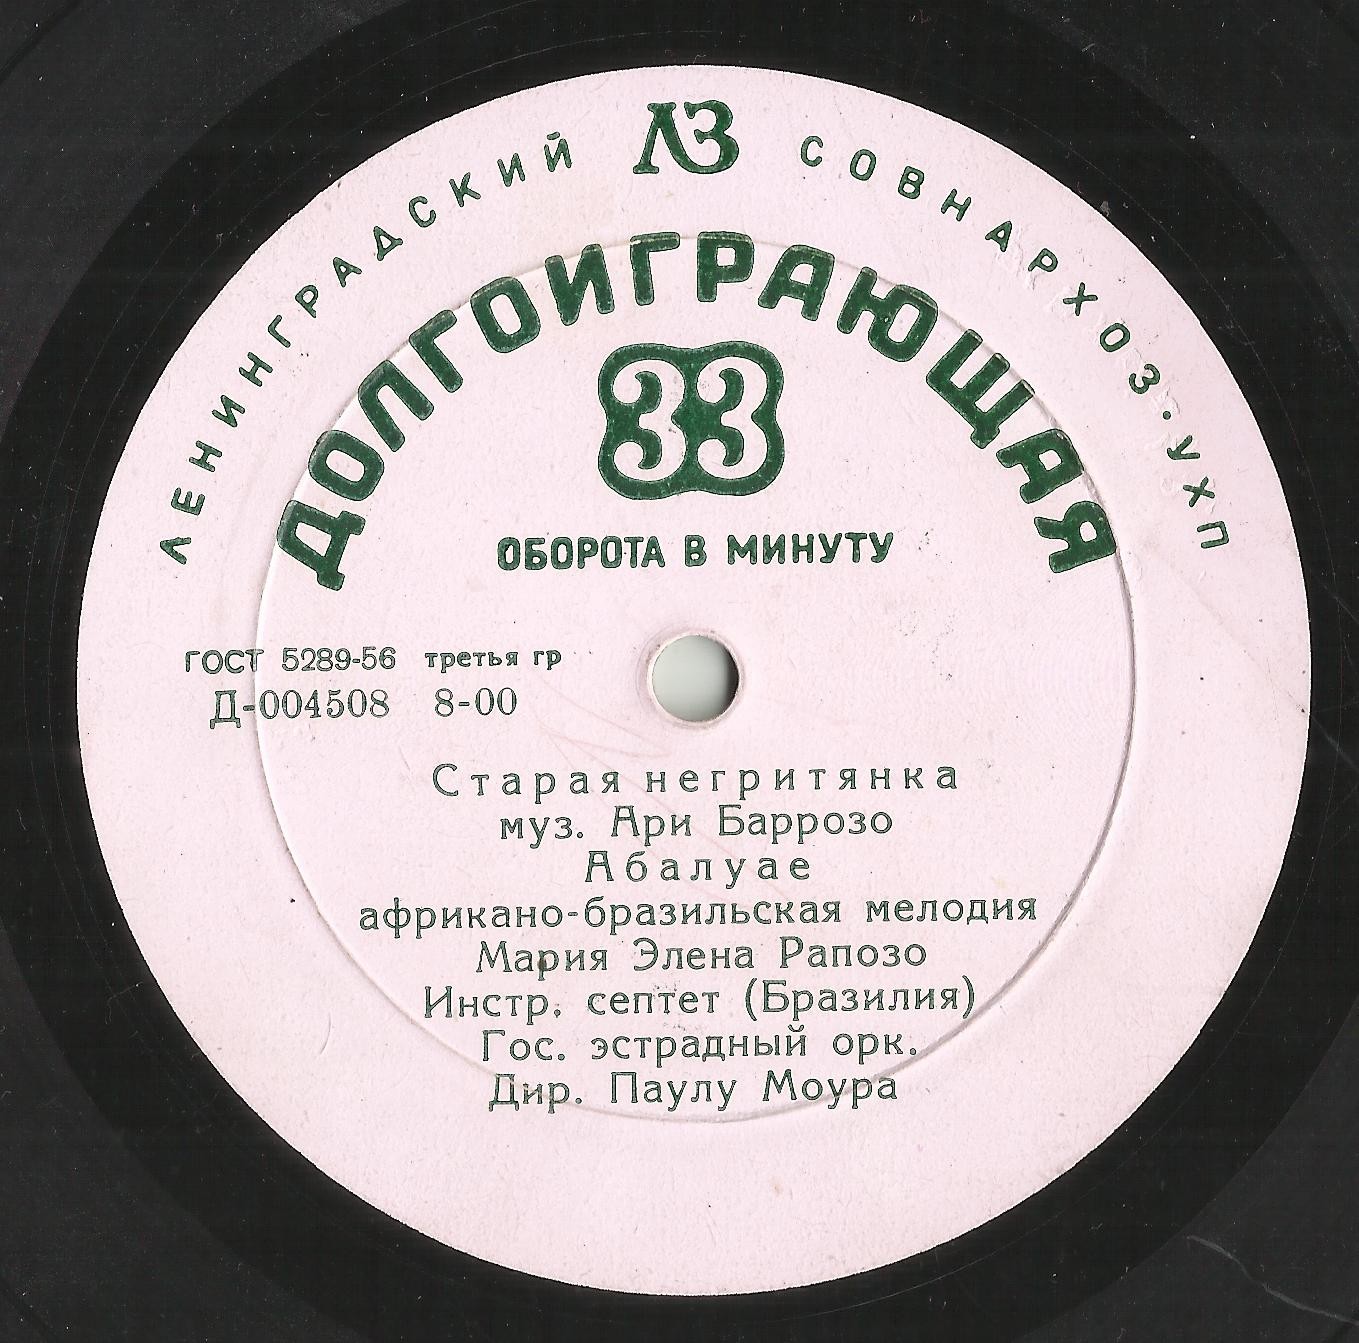 ЛЕНИНГРАДСКИЙ ЛЗ СОВНАРХОЗ·УХП
ДОЛГОИГРАЮЩАЯ
33
ОБОРОТА В МИНУТУ
ГОСТ 5289-56 третья гр
Д-004508 8-00
Старая негритянка
муз. Ари Баррозо
Абалуае
африкано-бразильская мелодия
Мария Элена Рапозо
Инстр. септет (Бразилия)
Гос. эстрадный орк.
Дир. Паулу Моура